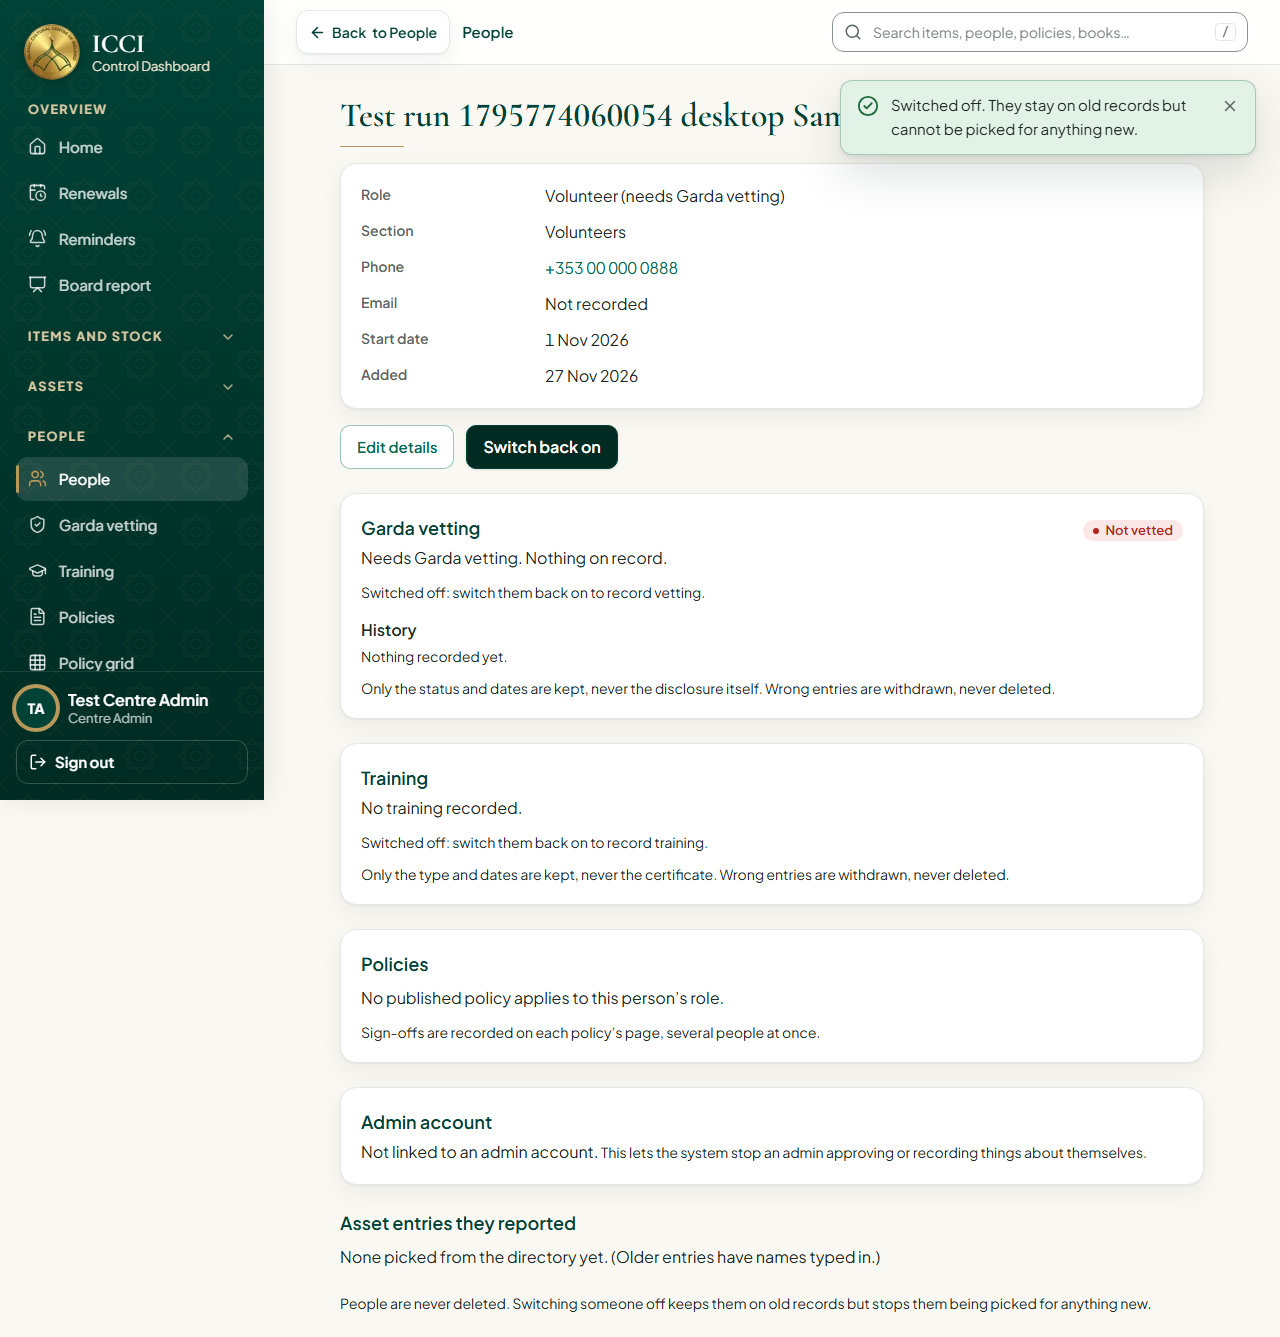 ICCI
Control Dashboard
OVERVIEW
Home
Renewals
Reminders
Board report
ITEMS AND STOCK
ASSETS
PEOPLE
People
Garda vetting
Training
Policies
Policy grid
TA
Test Centre Admin
Centre Admin
Sign out
Back to People
People
Search items, people, policies, books…
/
Switched off. They stay on old records but
cannot be picked for anything new.
Test run 1795774060054 desktop
Role
Volunteer (needs Garda vetting)
Section
Volunteers
Phone
+353 00 000 0888
Email
Not recorded
Start date
1 Nov 2026
Added
27 Nov 2026
Edit details
Switch back on
Garda vetting
Not vetted
Needs Garda vetting. Nothing on record.
Switched off: switch them back on to record vetting.
History
Nothing recorded yet.
Only the status and dates are kept, never the disclosure itself. Wrong entries are withdrawn, never deleted.
Training
No training recorded.
Switched off: switch them back on to record training.
Only the type and dates are kept, never the certificate. Wrong entries are withdrawn, never deleted.
Policies
No published policy applies to this person’s role.
Sign-offs are recorded on each policy’s page, several people at once.
Admin account
Not linked to an admin account. This lets the system stop an admin approving or recording things about themselves.
Asset entries they reported
None picked from the directory yet. (Older entries have names typed in.)
People are never deleted. Switching someone off keeps them on old records but stops them being picked for anything new.